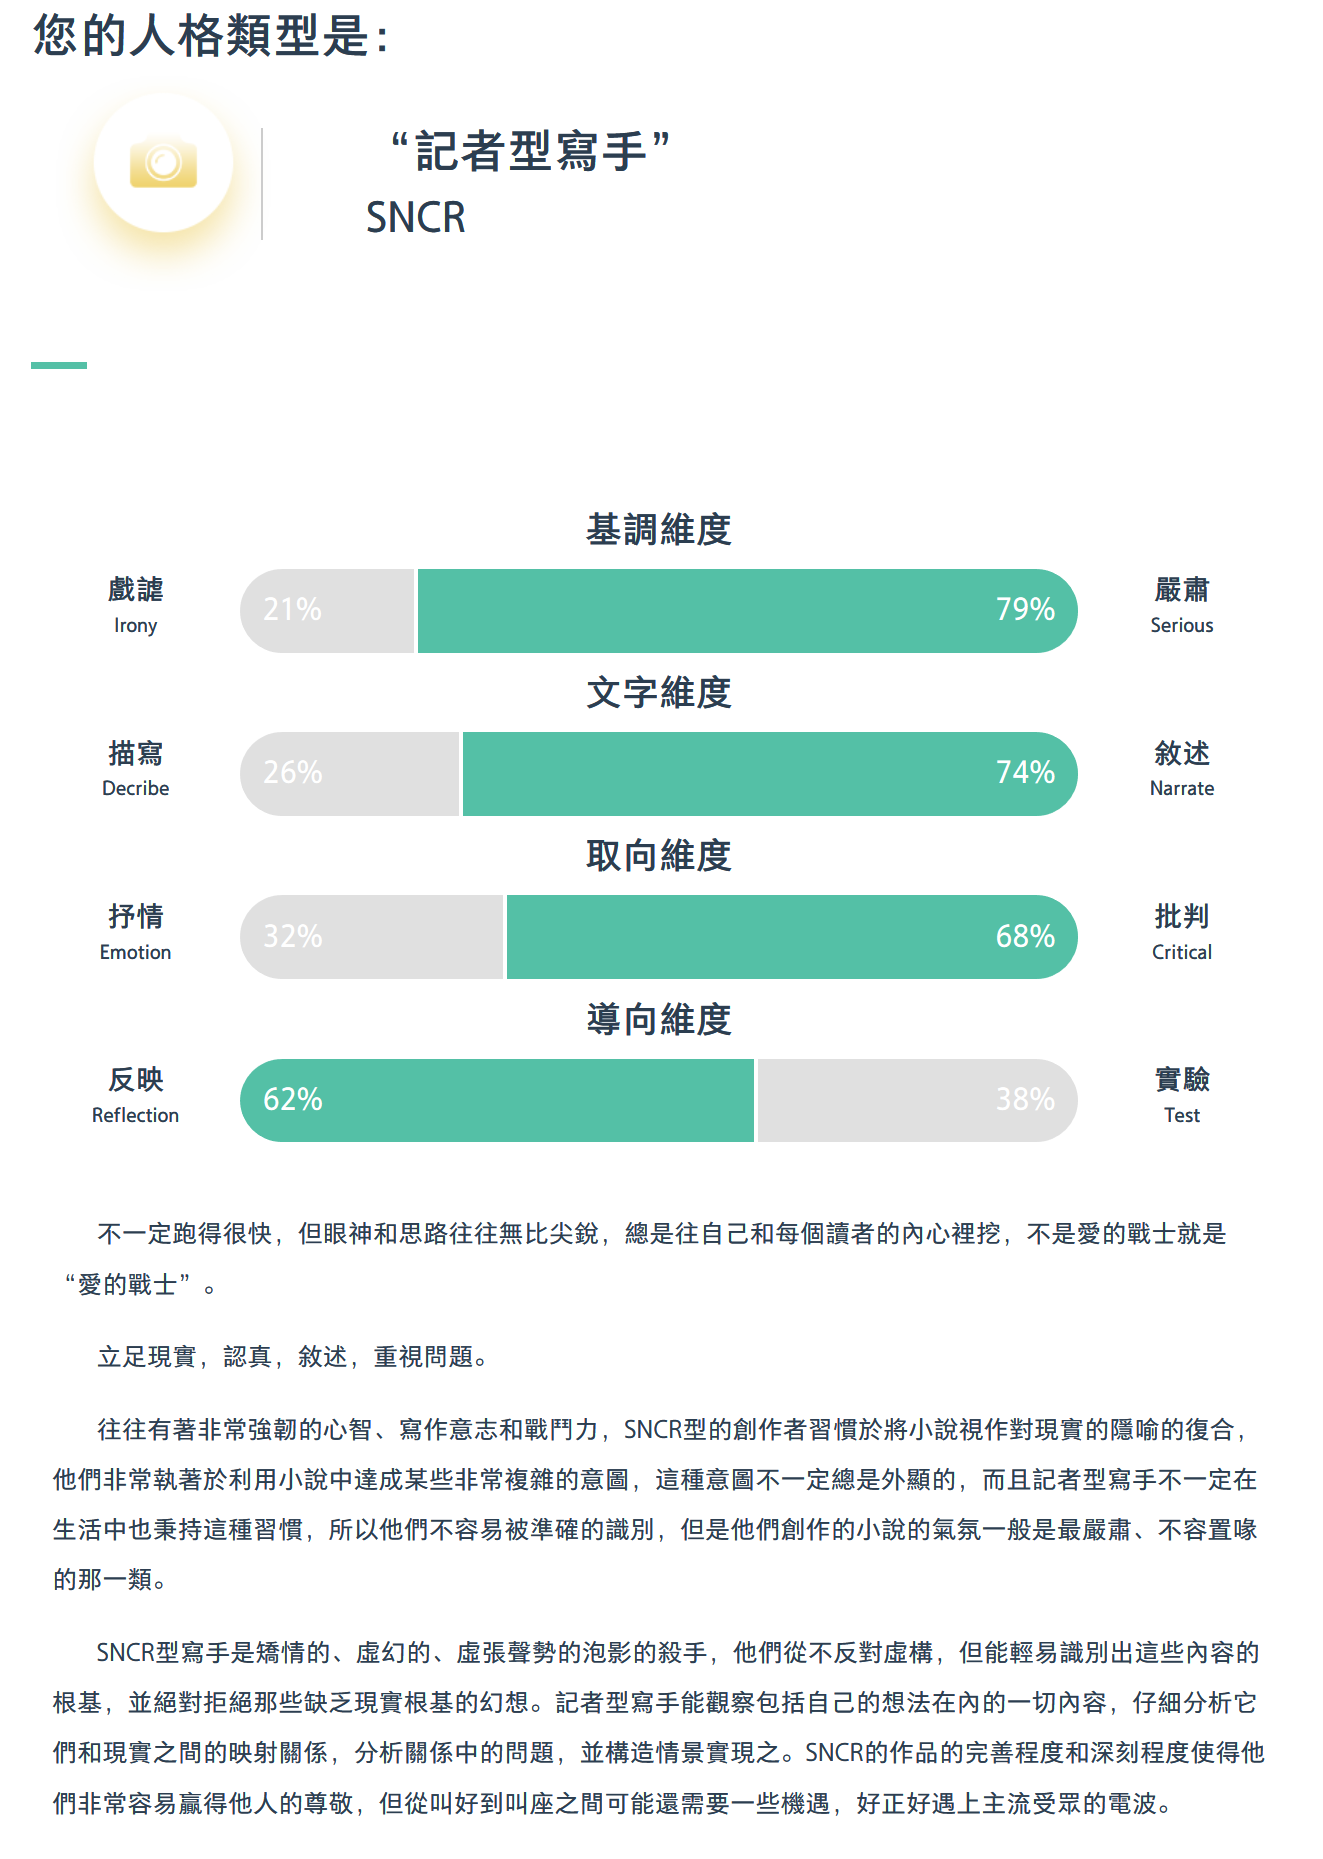 您的人格類型是：
“記者型寫手”
SNCR
基調維度
戲謔
Irony
21%
79%
嚴肅
Serious
文字維度
描寫
Decribe
26%
74%
敘述
Narrate
取向維度
抒情
Emotion
32%
68%
批判
Critical
導向維度
反映
Reflection
62%
38%
實驗
Test
不一定跑得很快，但眼神和思路往往無比尖銳，總是往自己和每個讀者的內心裡挖，不是愛的戰士就是
“愛的戰士”。
立足現實，認真，敘述，重視問題。
往往有著非常強韌的心智、寫作意志和戰鬥力，SNCR型的創作者習慣於將小說視作對現實的隱喻的復合，
他們非常執著於利用小說中達成某些非常複雜的意圖，這種意圖不一定總是外顯的，而且記者型寫手不一定在
生活中也秉持這種習慣，所以他們不容易被準確的識別，但是他們創作的小說的氣氛一般是最嚴肅、不容置喙
的那一類。
SNCR型寫手是矯情的、虛幻的、虛張聲勢的泡影的殺手，他們從不反對虛構，但能輕易識別出這些內容的
根基，並絕對拒絕那些缺乏現實根基的幻想。記者型寫手能觀察包括自己的想法在內的一切內容，仔細分析它
們和現實之間的映射關係，分析關係中的問題，並構造情景實現之。SNCR的作品的完善程度和深刻程度使得他
們非常容易贏得他人的尊敬，但從叫好到叫座之間可能還需要一些機遇，好正好遇上主流受眾的電波。